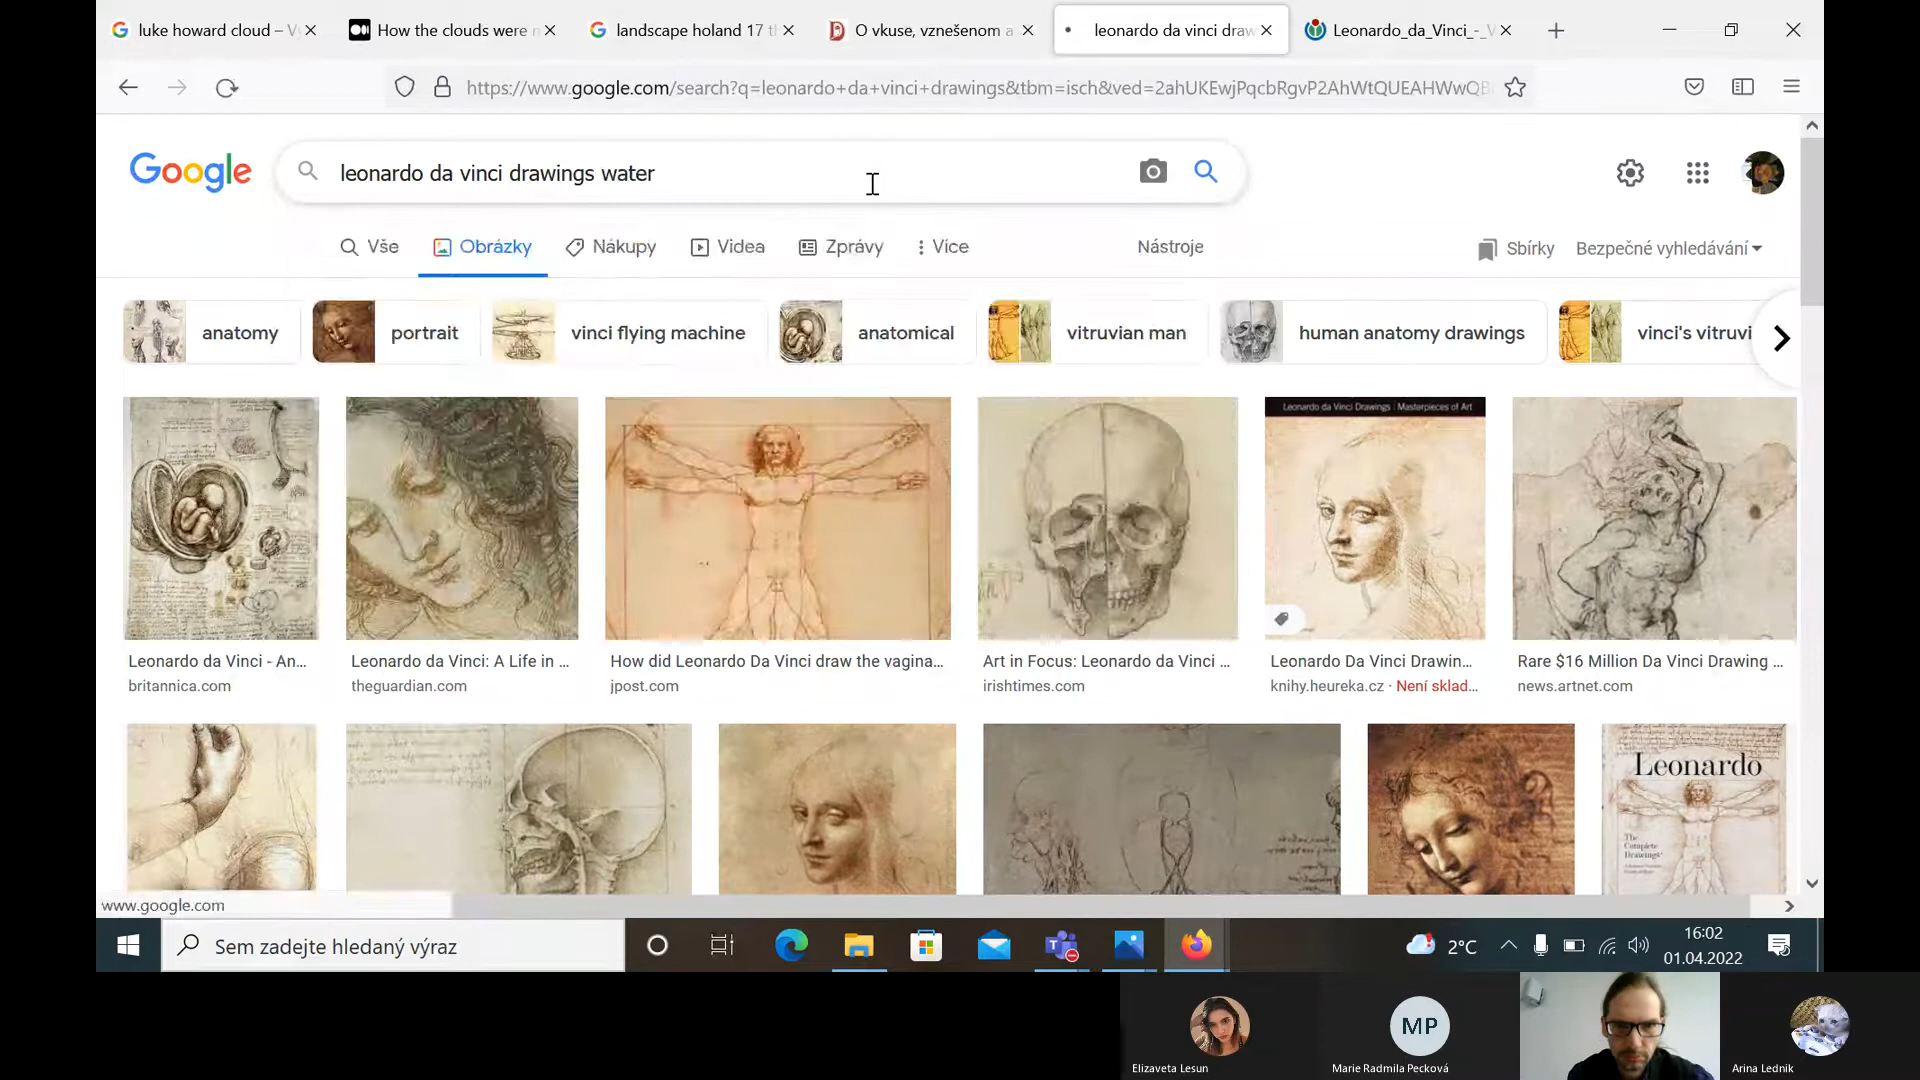 luke howard cloud – V
How the clouds were n
landscape holand 17 t
O vkuse, vznešenom a
leonardo da vinci draw
Leonardo_da_Vinci_-_V
https://www.google.com/search?q=leonardo+da+vinci+drawings&tbm=isch&ved=2ahUKEwjPqcbRgvP2AhWtQUEAHWwQB
Google
leonardo da vinci drawings water
Vše
Obrázky
Nákupy
Videa
Zprávy
Více
Nástroje
Sbírky
Bezpečné vyhledávání
anatomy
portrait
vinci flying machine
anatomical
vitruvian man
human anatomy drawings
vinci's vitruvi
Leonardo da Vinci Drawings : Masterpieces of Art
Leonardo da Vinci - An...
britannica.com
Leonardo da Vinci: A Life in ...
theguardian.com
How did Leonardo Da Vinci draw the vagina...
jpost.com
Art in Focus: Leonardo da Vinci ...
irishtimes.com
Leonardo Da Vinci Drawin...
knihy.heureka.cz · Není sklad...
Rare $16 Million Da Vinci Drawing ...
news.artnet.com
Leonardo
The
Complete
Drawings
www.google.com
Sem zadejte hledaný výraz
2°C
16:02
01.04.2022
MP
Elizaveta Lesun
Marie Radmila Pecková
Arina Lednik